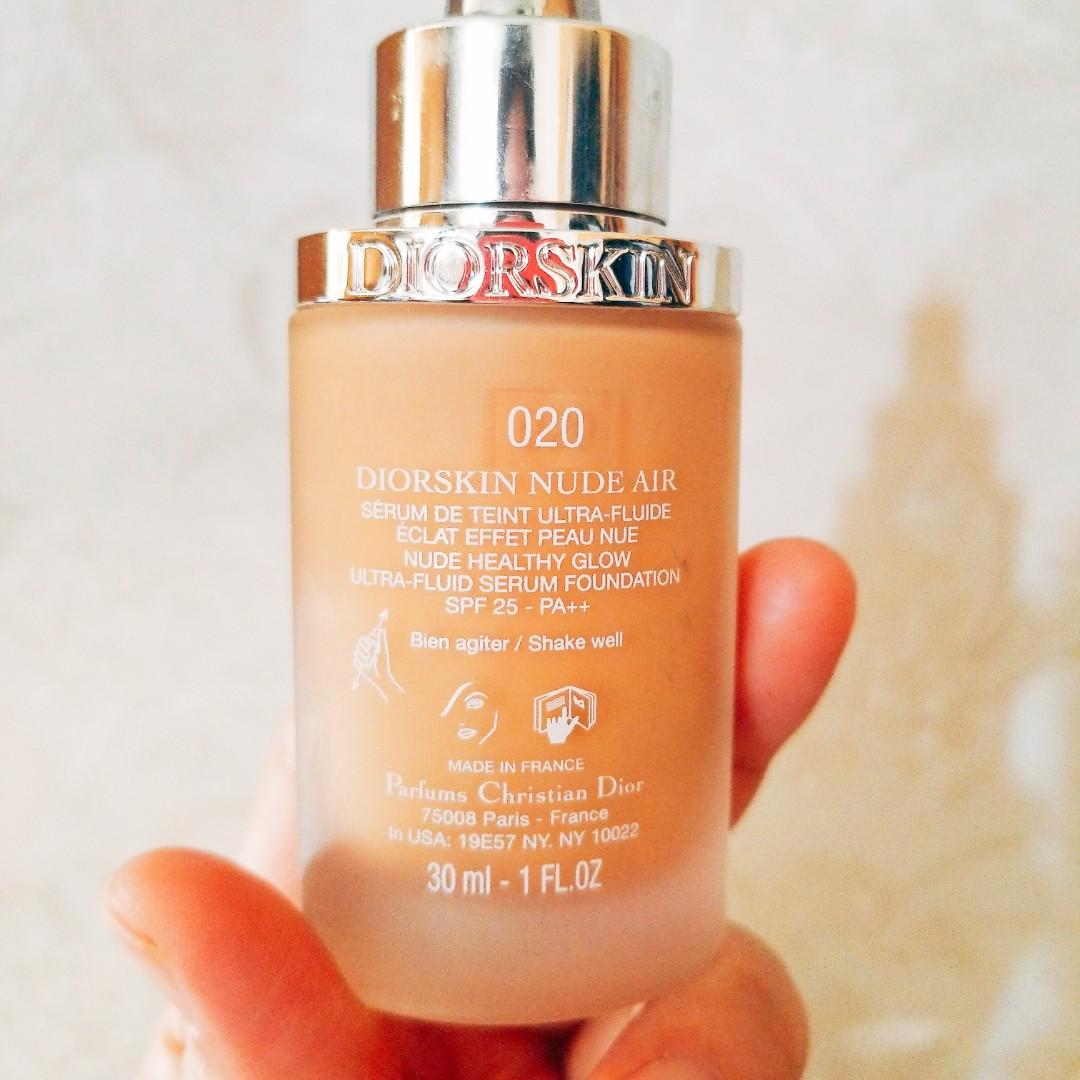 DIORSKIN
020
DIORSKIN NUDE AIR
SÉRUM DE TEINT ULTRA-FLUIDE
ÉCLAT EFFET PEAU NUE
NUDE HEALTHY GLOW
ULTRA-FLUID SERUM FOUNDATION
SPF 25 - PA++
Bien agiter / Shake well
MADE IN FRANCE
Parfums Christian Dior
75008 Paris - France
In USA: 19E57 NY. NY 10022
30 ml - 1 FL.OZ